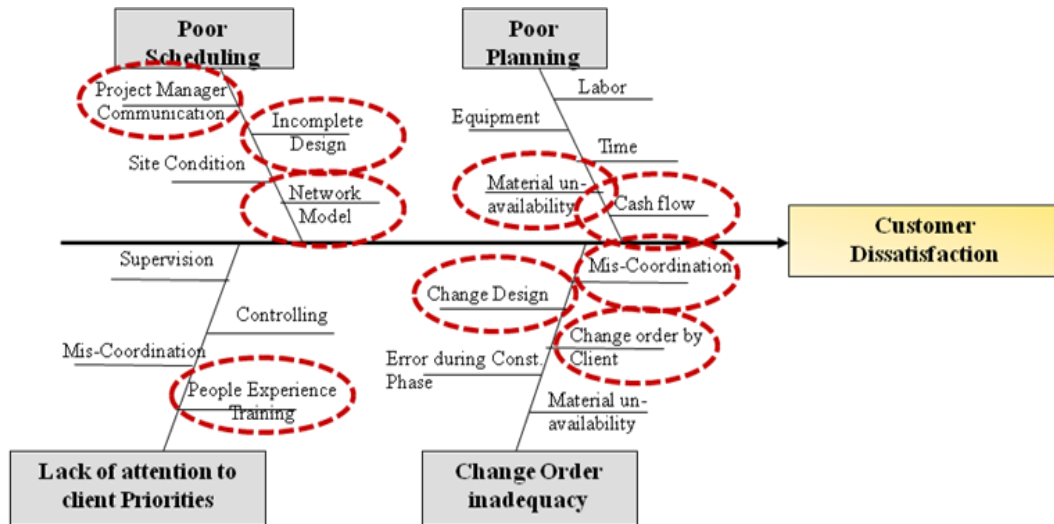 Poor
Scheduling
Poor
Planning
Project Manager
Communication
Incomplete
Design
Site Condition
Network
Model
Labor
Equipment
Time
Material un-
availability
Cash flow
Customer
Dissatisfaction
Supervision
Controlling
Mis-Coordination
People Experience
Training
Mis-Coordination
Change Design
Change order by
Client
Error during Const.
Phase
Material un-
availability
Lack of attention to
client Priorities
Change Order
inadequacy